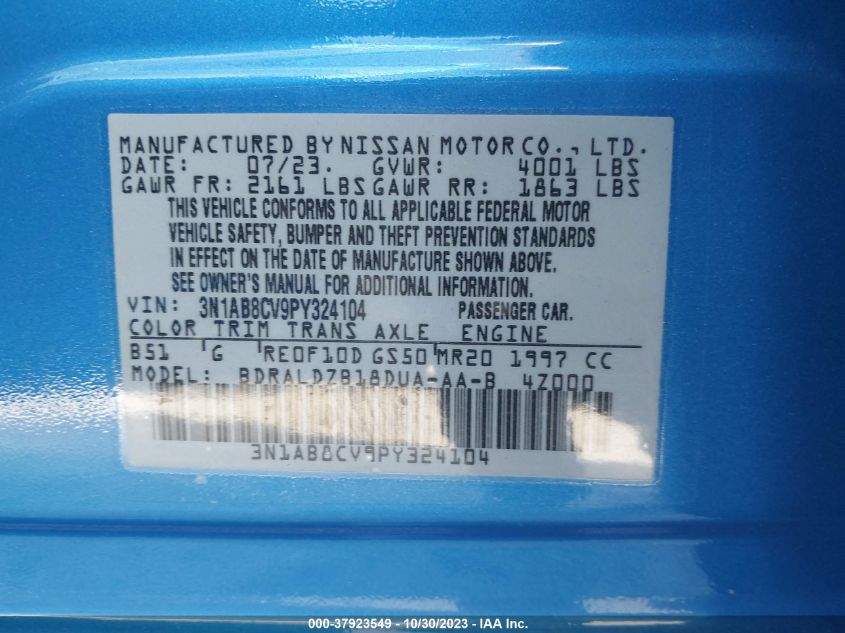 MANUFACTURED BY NISSAN MOTOR CO., LTD.
DATE: 07/23. GVWR: 4001 LBS
GAWR FR: 2161 LBS GAWR RR: 1863 LBS
THIS VEHICLE CONFORMS TO ALL APPLICABLE FEDERAL MOTOR
VEHICLE SAFETY, BUMPER AND THEFT PREVENTION STANDARDS
IN EFFECT ON THE DATE OF MANUFACTURE SHOWN ABOVE.
SEE OWNER'S MANUAL FOR ADDITIONAL INFORMATION.
VIN: 3N1AB8CV9PY324104 PASSENGER CAR.
COLOR TRIM TRANS AXLE ENGINE
B51 G RE0F10D GS50 MR20 1997 CC
MODEL: BDRALDZB18DUA-AA-B 4Z000
3N1AB8CV9PY324104
000-37923549 - 10/30/2023 - IAA Inc.